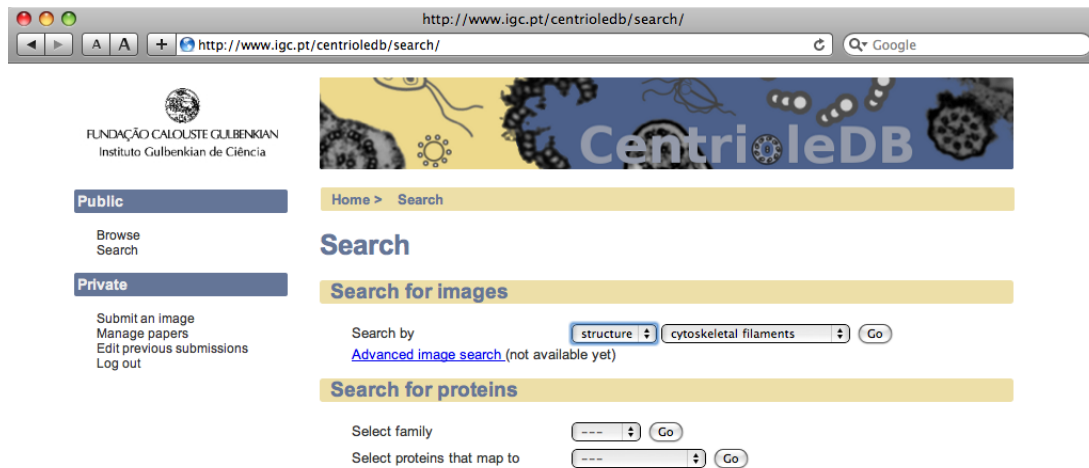 http://www.igc.pt/centrioledb/search/
A A + http://www.igc.pt/centrioledb/search/ Google
FUNDAÇÃO CALOUSTE GULBENKIAN
Instituto Gulbenkian de Ciência
CentrioleDB
Public
Browse
Search
Private
Submit an image
Manage papers
Edit previous submissions
Log out
Home > Search
Search
Search for images
Search by structure cytoskeletal filaments Go
Advanced image search (not available yet)
Search for proteins
Select family --- Go
Select proteins that map to --- Go